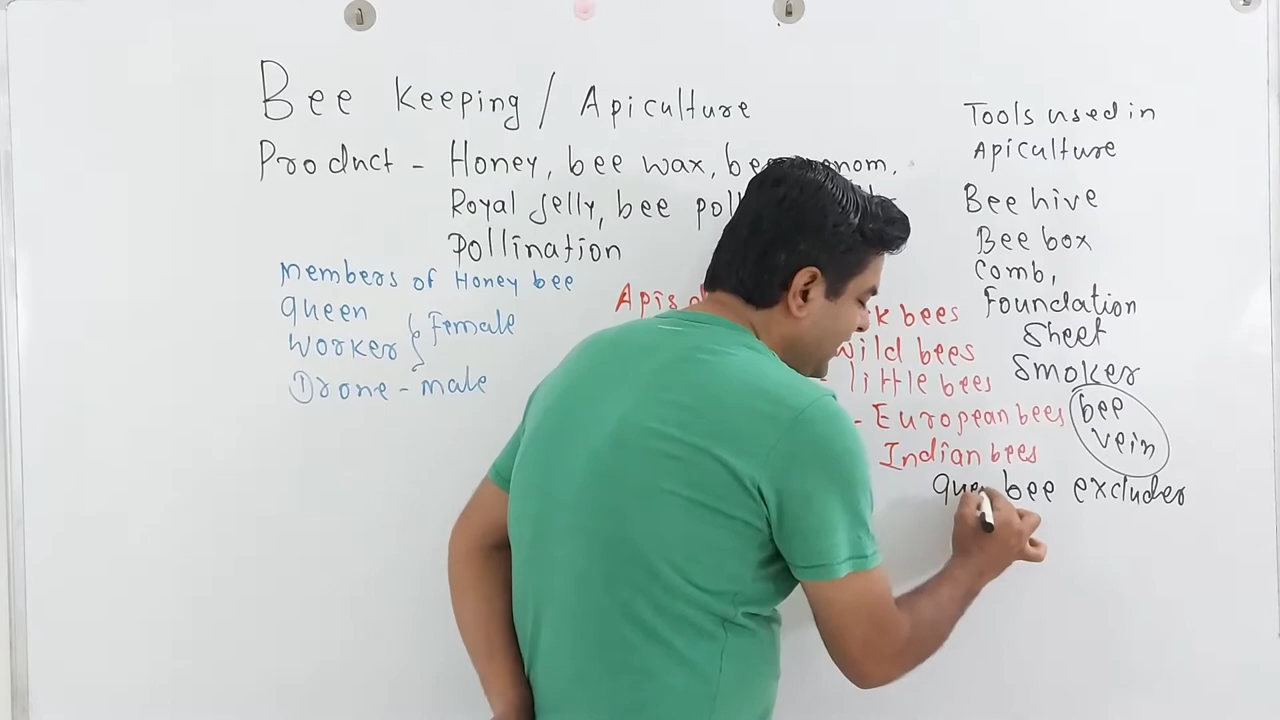 Bee Keeping / Apiculture
Product - Honey, bee wax, bee venom,
Royal Jelly, bee
Pollination
Members of Honey bee
Queen
Worker } Female
Drone - male
Apis
bees
Wild bees
- little bees
- European bees
Indian bees
Tools used in
Apiculture
Bee hive
Bee box
Comb,
Foundation
Sheet
Smoker
bee
vein
bee excluder